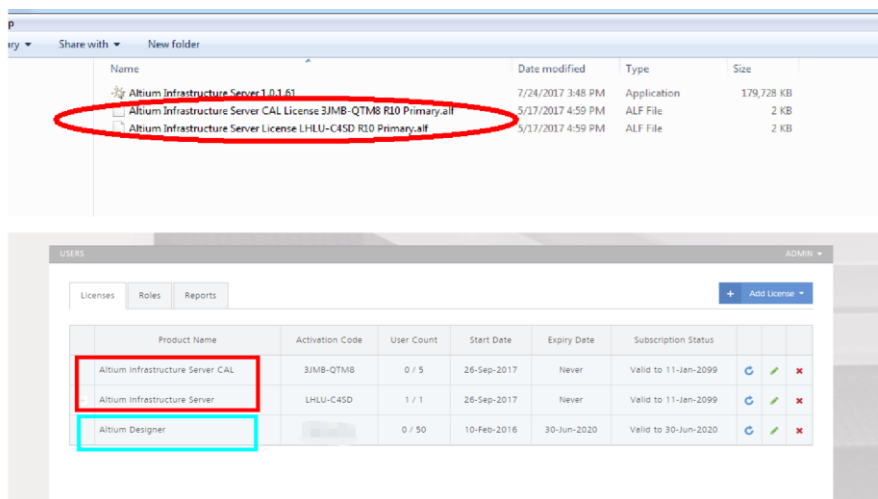 p
ary ▾ Share with ▾ New folder
Name Date modified Type Size
Altium Infrastructure Server 1.0.1.61 7/24/2017 3:48 PM Application 179,728 KB
Altium Infrastructure Server CAL License 3JMB-QTM8 R10 Primary.alf 5/17/2017 4:59 PM ALF File 2 KB
Altium Infrastructure Server License LHLU-C4SD R10 Primary.alf 5/17/2017 4:59 PM ALF File 2 KB
USERS ADMIN
Licenses Roles Reports + Add License
Product Name Activation Code User Count Start Date Expiry Date Subscription Status
Altium Infrastructure Server CAL 3JMB-QTM8 0 / 5 26-Sep-2017 Never Valid to 11-Jan-2099
Altium Infrastructure Server LHLU-C4SD 1 / 1 26-Sep-2017 Never Valid to 11-Jan-2099
Altium Designer 0 / 50 10-Feb-2016 30-Jun-2020 Valid to 30-Jun-2020